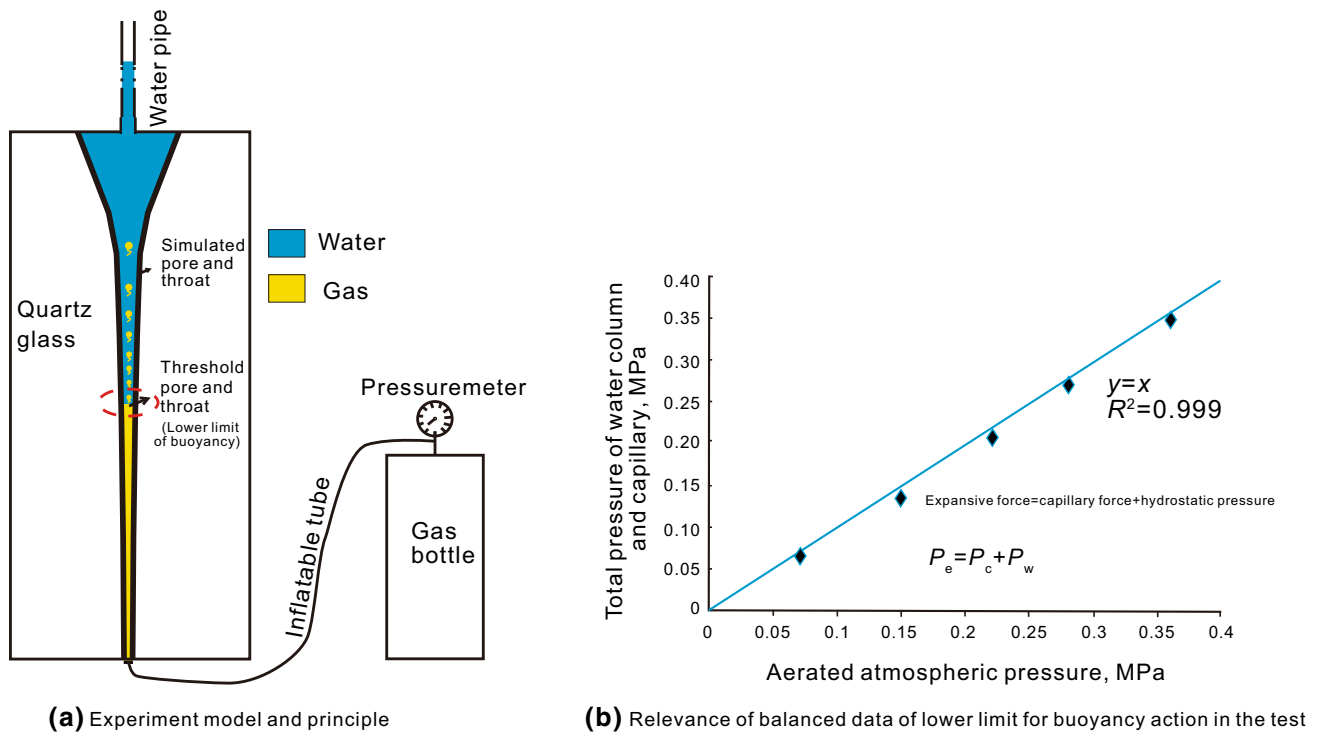 Water pipe
Simulated
pore and
throat
Water
Gas
Quartz
glass
Threshold
pore and
throat
(Lower limit
of buoyancy)
Pressuremeter
Inflatable tube
Gas
bottle
(a) Experiment model and principle
Total pressure of water column
and capillary, MPa
0.40
0.35
0.30
0.25
0.20
0.15
0.10
0.05
0
0 0.05 0.1 0.15 0.2 0.25 0.3 0.35 0.4
y=x
R²=0.999
Expansive force=capillary force+hydrostatic pressure
Pₑ=P꜀+P_w
Aerated atmospheric pressure, MPa
(b) Relevance of balanced data of lower limit for buoyancy action in the test